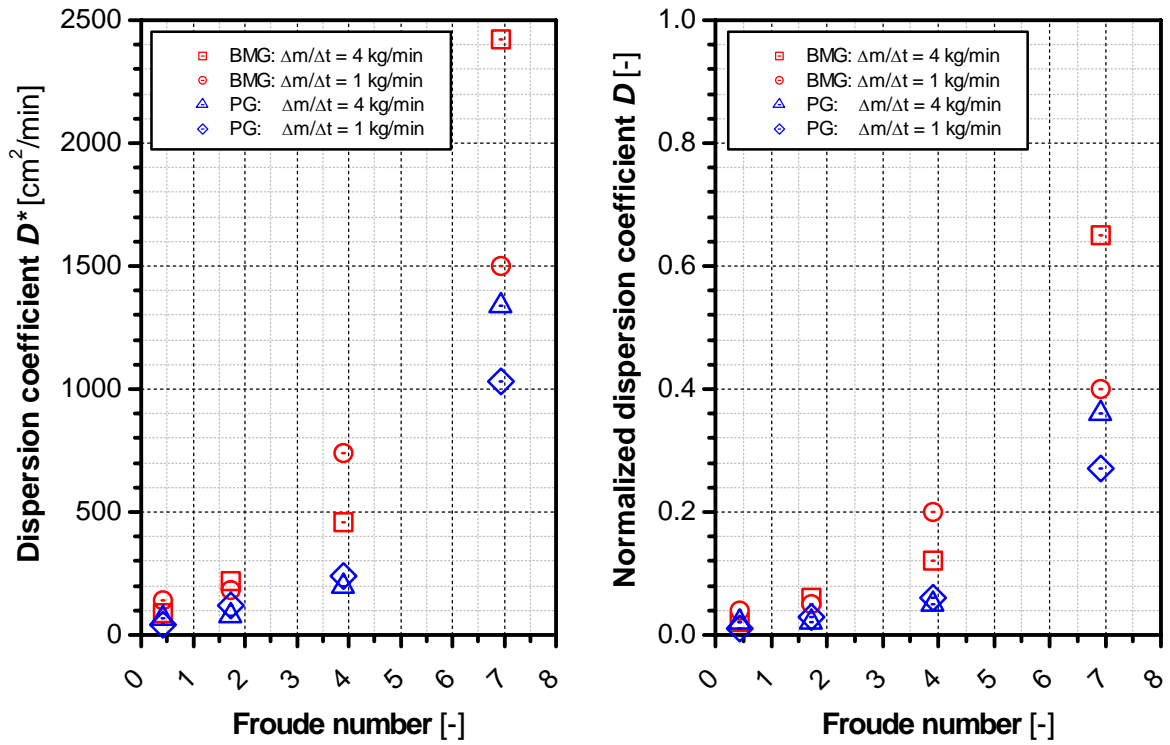 Dispersion coefficient D* [cm²/min]
2500
2000
1500
1000
500
0
BMG: Δm/Δt = 4 kg/min
BMG: Δm/Δt = 1 kg/min
PG: Δm/Δt = 4 kg/min
PG: Δm/Δt = 1 kg/min
0 1 2 3 4 5 6 7 8
Froude number [-]
Normalized dispersion coefficient D [-]
1.0
0.8
0.6
0.4
0.2
0.0
BMG: Δm/Δt = 4 kg/min
BMG: Δm/Δt = 1 kg/min
PG: Δm/Δt = 4 kg/min
PG: Δm/Δt = 1 kg/min
0 1 2 3 4 5 6 7 8
Froude number [-]